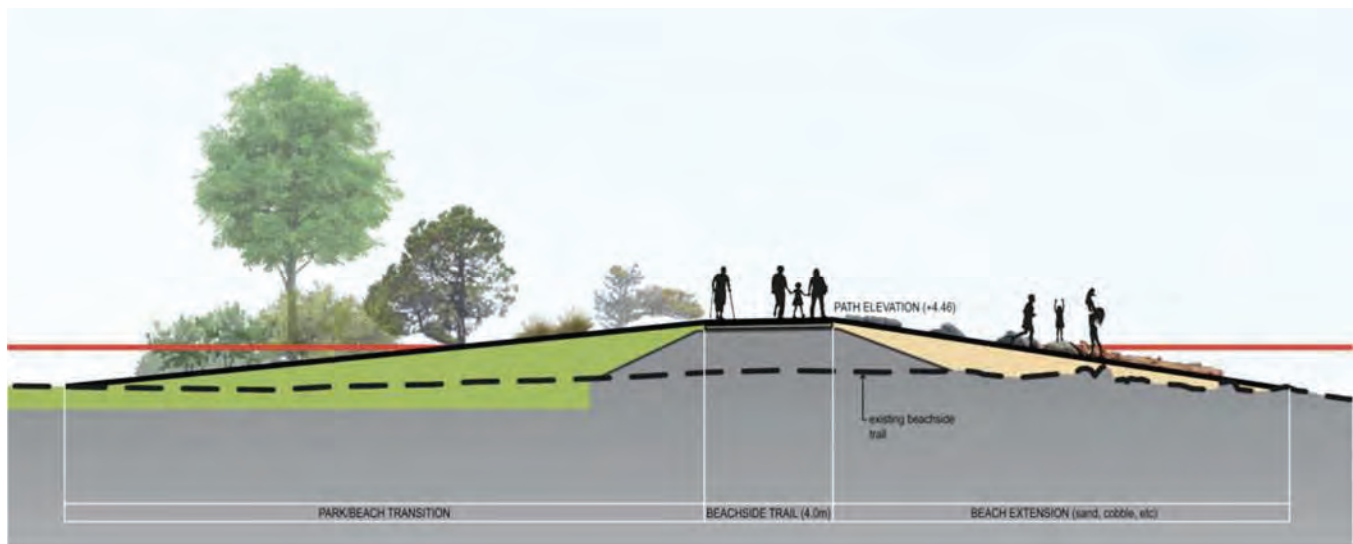 PATH ELEVATION (+4.46)
existing beachside
trail
PARK/BEACH TRANSITION
BEACHSIDE TRAIL (4.0m)
BEACH EXTENSION (sand, cobble, etc)